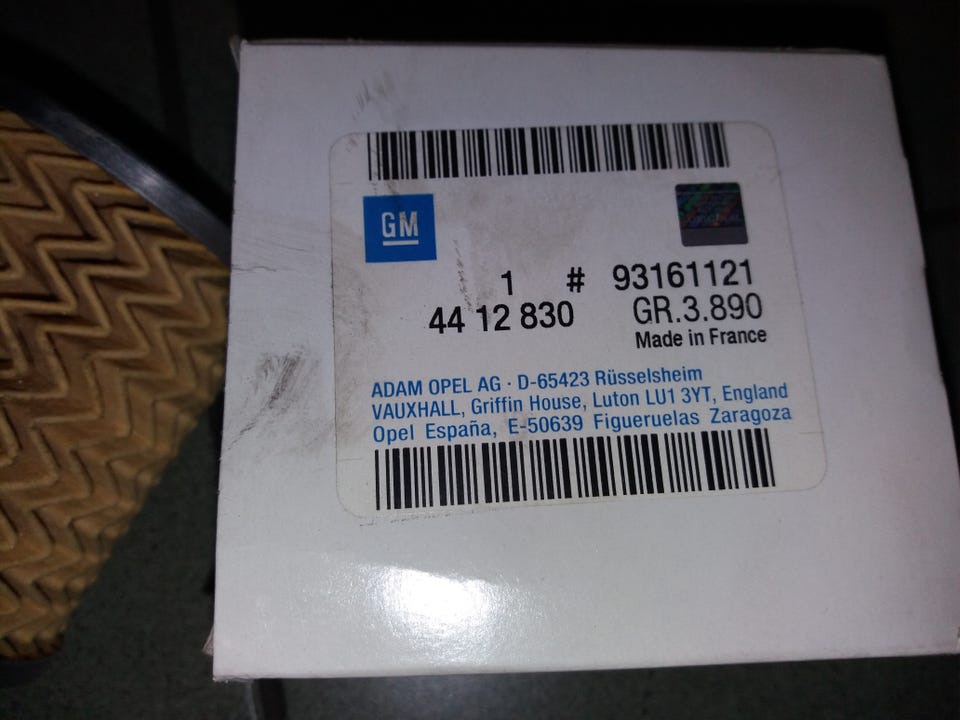 GM
ORIGINAL
1 # 93161121
44 12 830 GR.3.890
Made in France
ADAM OPEL AG · D-65423 Rüsselsheim
VAUXHALL, Griffin House, Luton LU1 3YT, England
Opel España, E-50639 Figueruelas Zaragoza